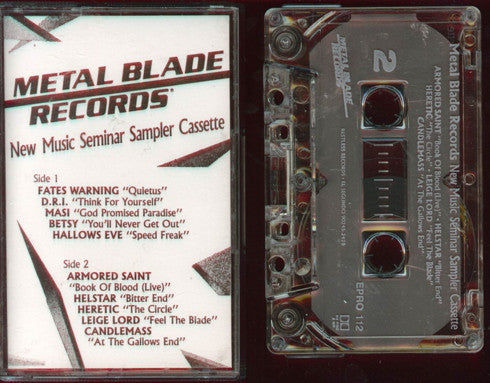 METAL BLADE
RECORDS®
New Music Seminar Sampler Cassette
Side 1
FATES WARNING "Quietus"
D.R.I. "Think For Yourself"
MASI "God Promised Paradise"
BETSY "You'll Never Get Out"
HALLOWS EVE "Speed Freak"
Side 2
ARMORED SAINT
"Book Of Blood (Live)"
HELSTAR "Bitter End"
HERETIC "The Circle"
LEIGE LORD "Feel The Blade"
CANDLEMASS
"At The Gallows End"
METAL BLADE
RECORDS
2
Metal Blade Records New Music Seminar Sampler Cassette
ARMORED SAINT "Book Of Blood (Live)" · HELSTAR "Bitter End"
HERETIC "The Circle" · LEIGE LORD "Feel The Blade"
CANDLEMASS "At The Gallows End"
EPRO 132